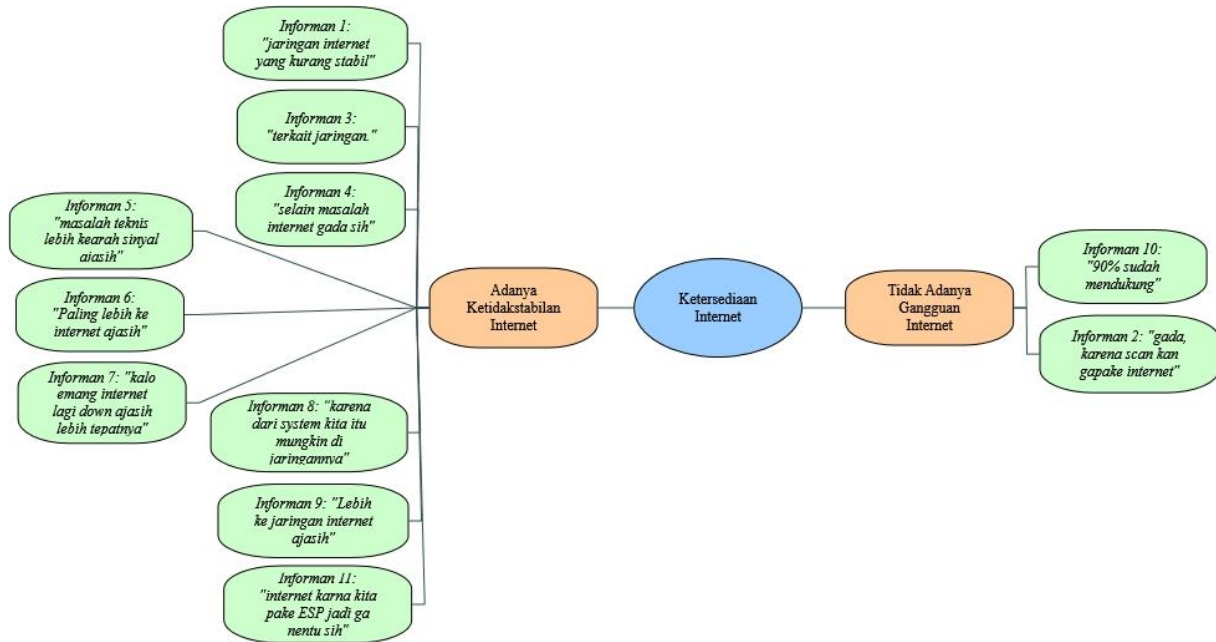 Informan 1:
"jaringan internet
yang kurang stabil"
Informan 3:
"terkait jaringan."
Informan 4:
"selain masalah
internet gada sih"
Informan 5:
"masalah teknis
lebih kearah sinyal
ajasih"
Informan 6:
"Paling lebih ke
internet ajasih"
Informan 7: "kalo
emang internet
lagi down ajasih
lebih tepatnya"
Informan 8: "karena
dari system kita
itu mungkin di
jaringannya"
Informan 9: "Lebih
ke jaringan internet
ajasih"
Informan 11:
"internet karna kita
pake ESP jadi ga
nentu sih"
Adanya
Ketidakstabilan
Internet
Ketersediaan
Internet
Tidak Adanya
Gangguan
Internet
Informan 10:
"90% sudah
mendukung"
Informan 2: "gada,
karena scan kan
gapake internet"